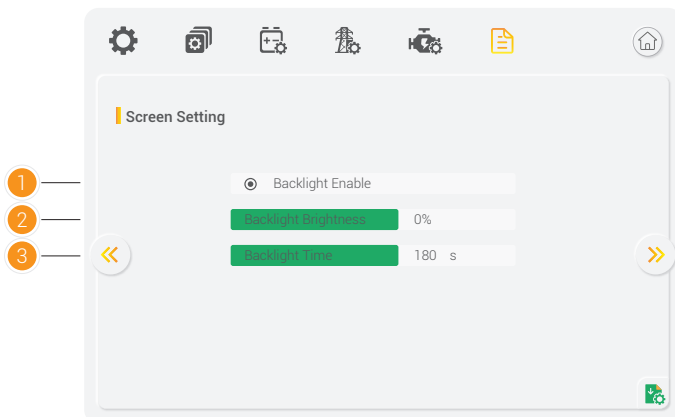 Screen Setting
1
Backlight Enable
2
Backlight Brightness 0%
3
Backlight Time 180 s